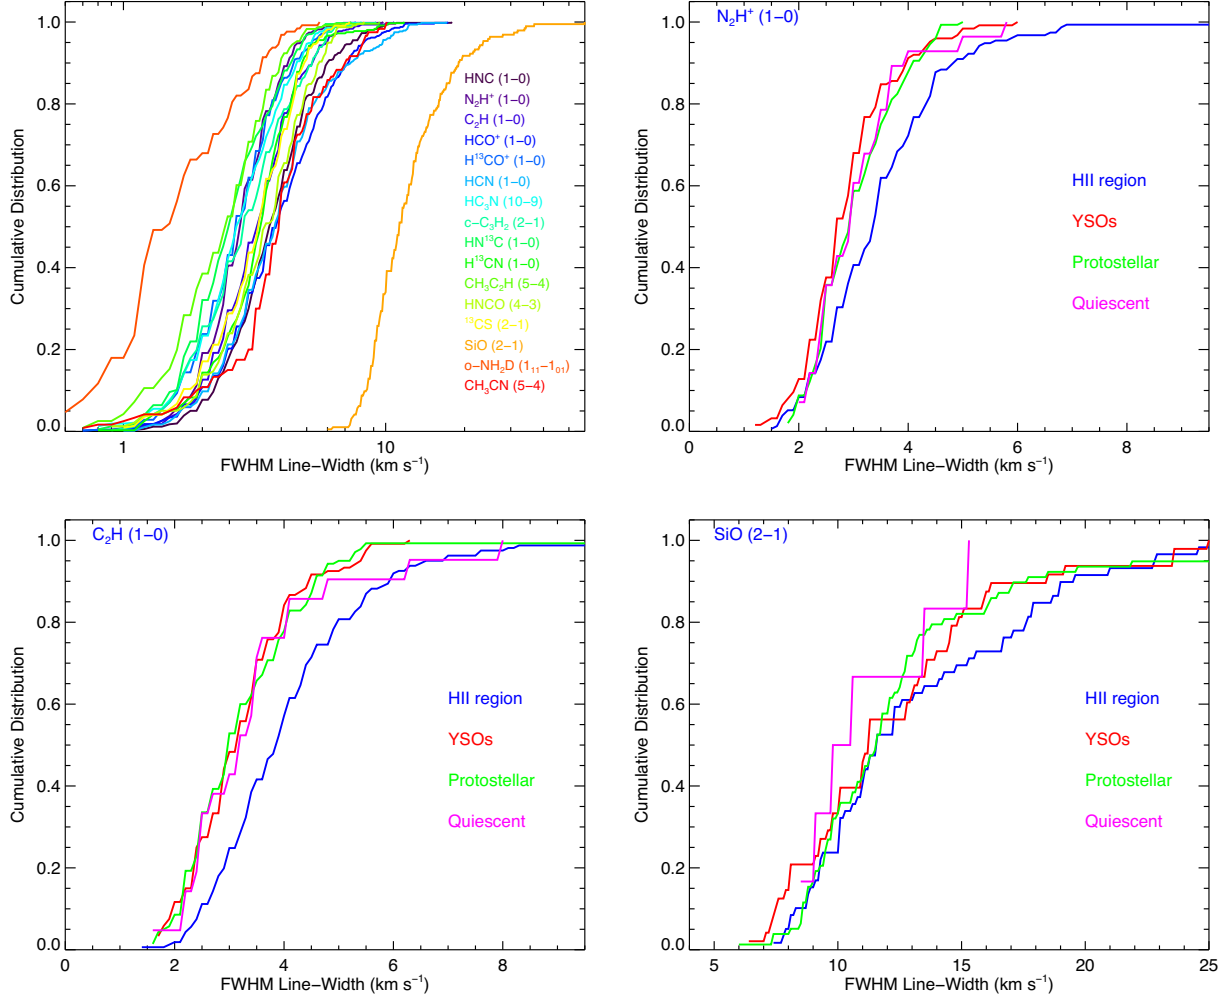 1.0
0.8
0.6
0.4
0.2
0.0
Cumulative Distribution
HNC (1−0)
N₂H⁺ (1−0)
C₂H (1−0)
HCO⁺ (1−0)
H¹³CO⁺ (1−0)
HCN (1−0)
HC₃N (10−9)
c−C₃H₂ (2−1)
HN¹³C (1−0)
H¹³CN (1−0)
CH₃C₂H (5−4)
HNCO (4−3)
¹³CS (2−1)
SiO (2−1)
o−NH₂D (1₁₁−1₀₁)
CH₃CN (5−4)
1 10
FWHM Line−Width (km s⁻¹)
N₂H⁺ (1−0)
1.0
0.8
0.6
0.4
0.2
0.0
Cumulative Distribution
HII region
YSOs
Protostellar
Quiescent
0 2 4 6 8
FWHM Line−Width (km s⁻¹)
C₂H (1−0)
1.0
0.8
0.6
0.4
0.2
0.0
Cumulative Distribution
HII region
YSOs
Protostellar
Quiescent
0 2 4 6 8
FWHM Line−Width (km s⁻¹)
SiO (2−1)
1.0
0.8
0.6
0.4
0.2
0.0
Cumulative Distribution
HII region
YSOs
Protostellar
Quiescent
5 10 15 20 25
FWHM Line−Width (km s⁻¹)